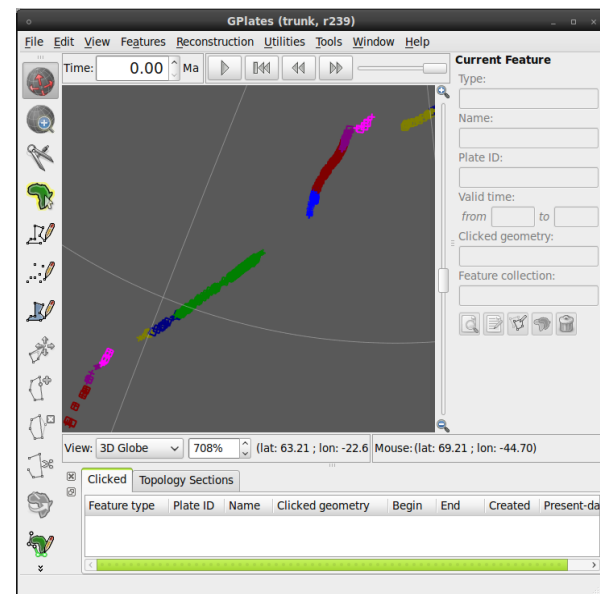 GPlates (trunk, r239)
File Edit View Features Reconstruction Utilities Tools Window Help
Time: 0.00 Ma
Current Feature
Type:
Name:
Plate ID:
Valid time:
from to
Clicked geometry:
Feature collection:
View: 3D Globe 708% (lat: 63.21 ; lon: -22.6 Mouse: (lat: 69.21 ; lon: -44.70)
Clicked Topology Sections
Feature type Plate ID Name Clicked geometry Begin End Created Present-da